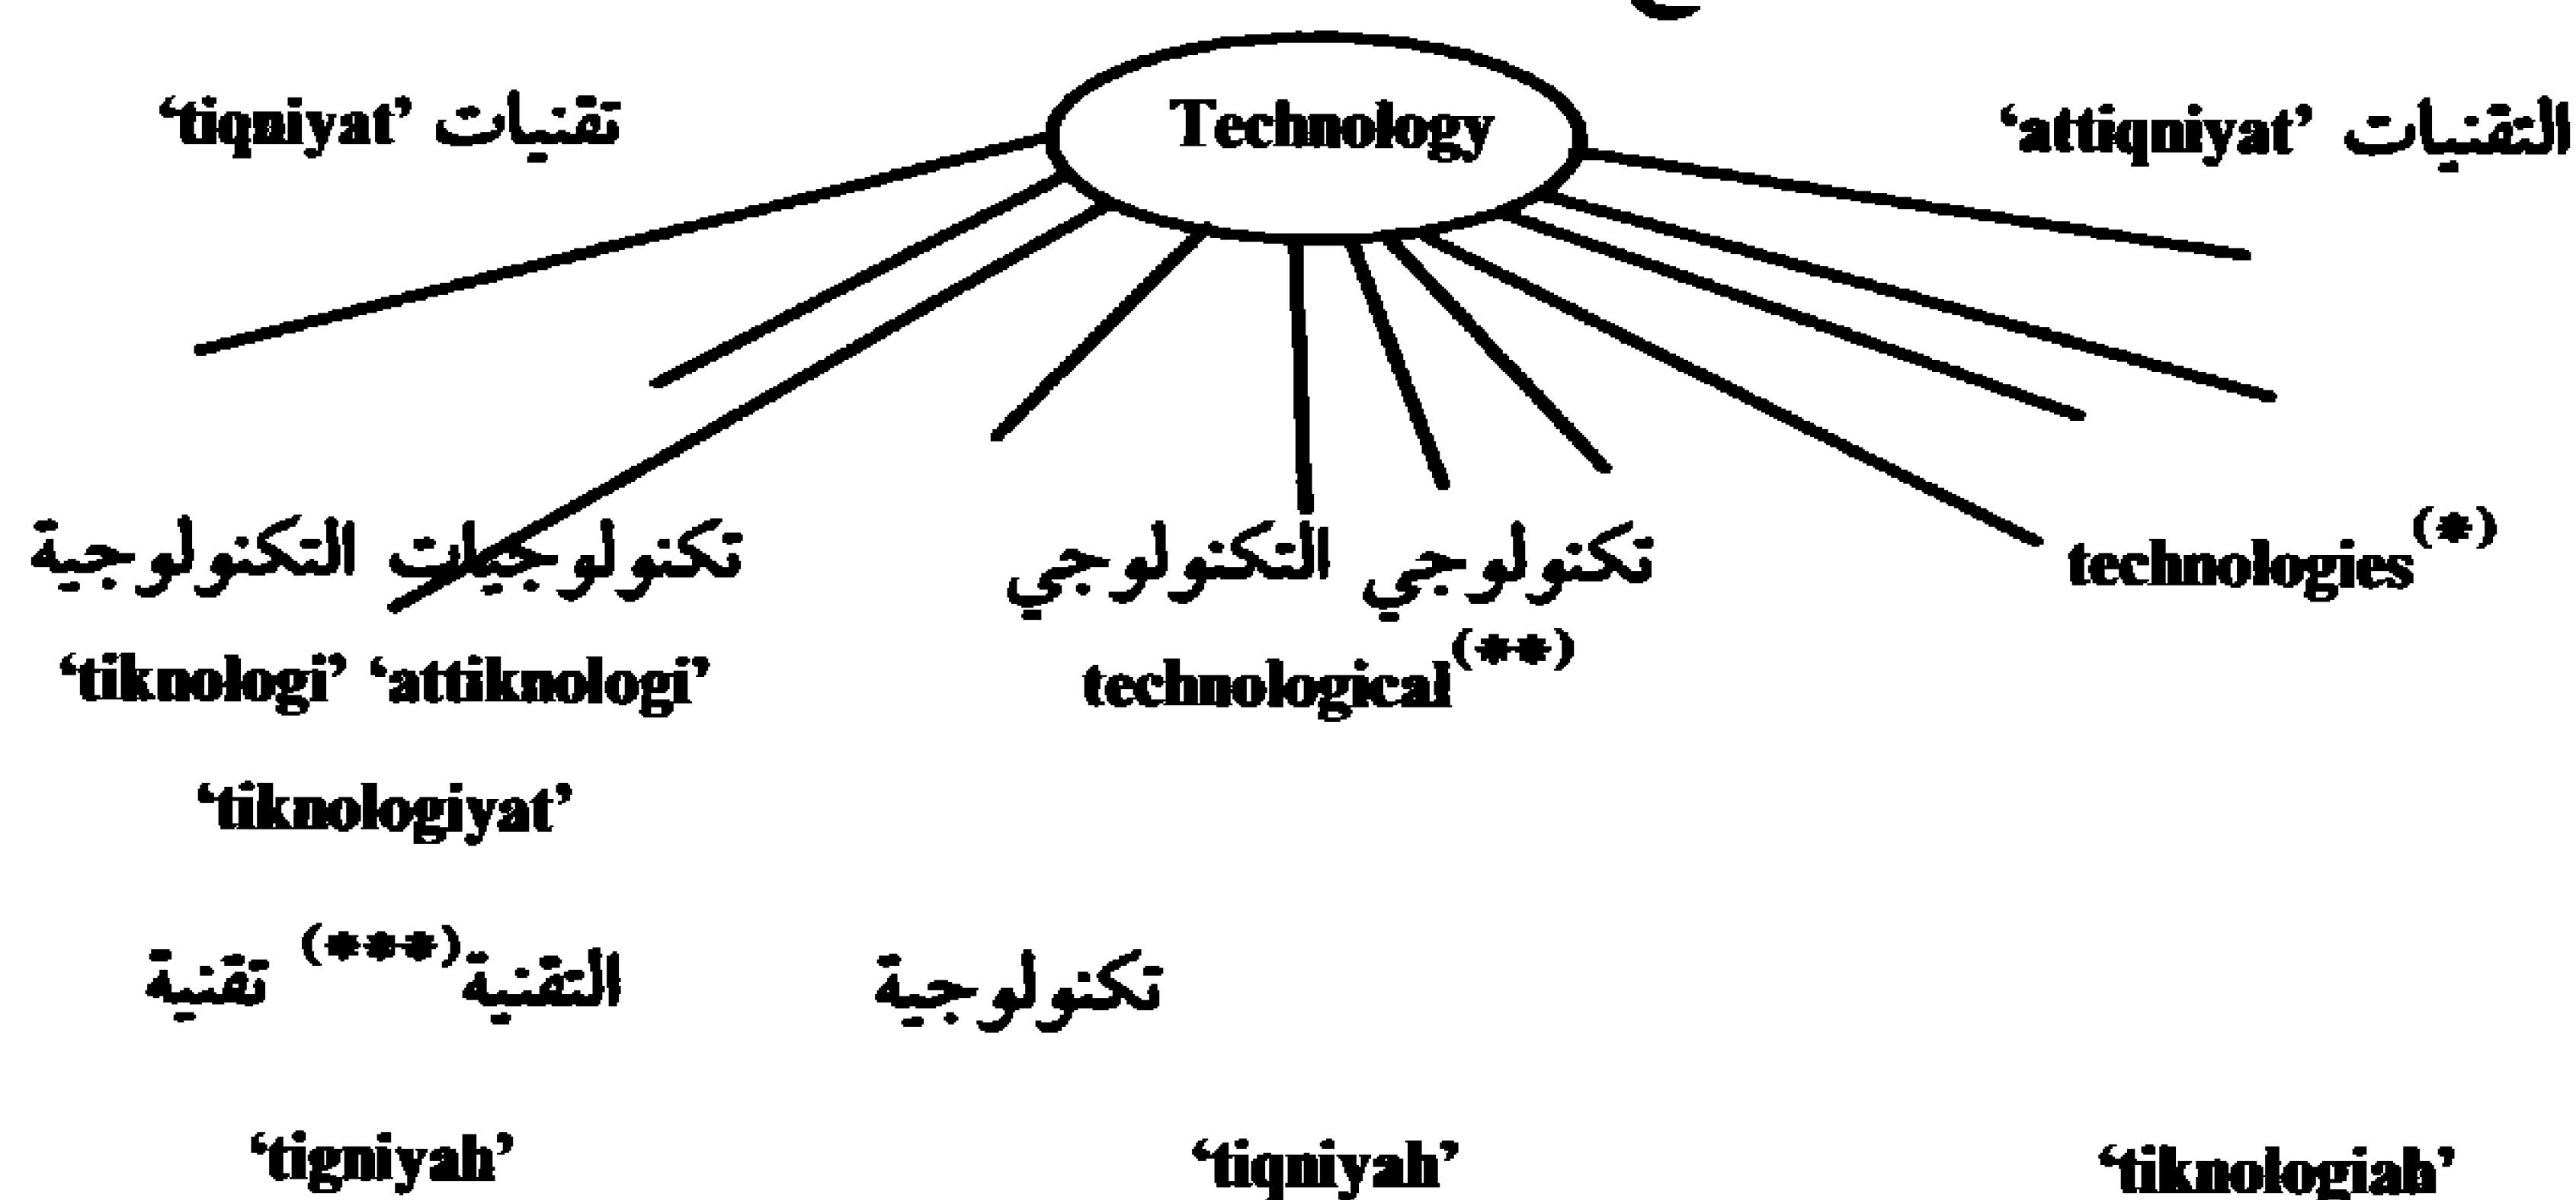 ‘tiqniyat’ تقنيات Technology ‘attiqniyat’ التقنيات
تكنولوجيات التكنولوجية تكنولوجي التكنولوجي technologies(*)
‘tiknologi’ ‘attiknologi’ technological(**)
‘tiknologiyat’
التقنية(***) تقنية تكنولوجية
‘tigniyah’ ‘tiqniyah’ ‘tiknologiah’